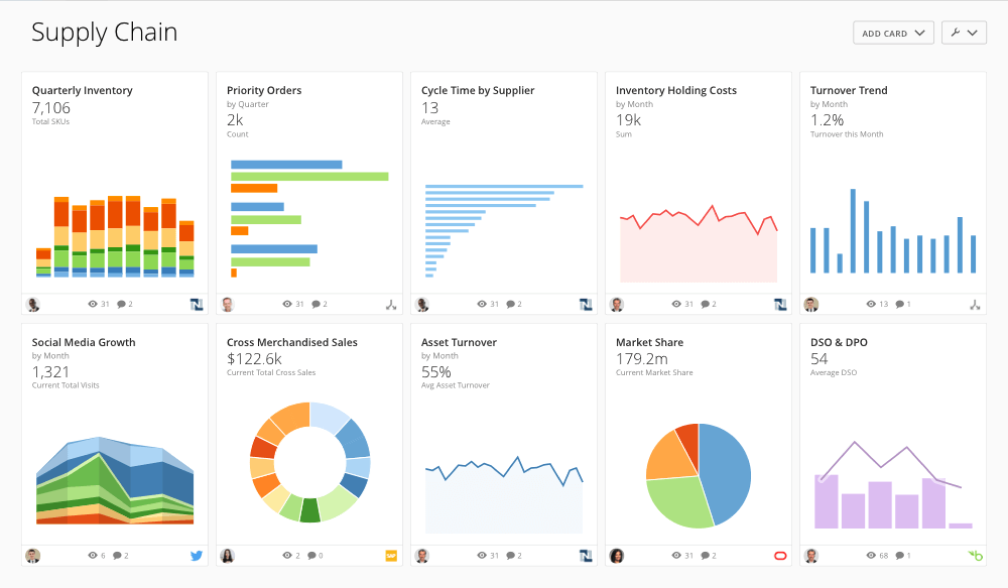 Supply Chain
ADD CARD
Quarterly Inventory
7,106
Total SKUs
31 2
Priority Orders
by Quarter
2k
Count
31 2
Cycle Time by Supplier
13
Average
31 2
Inventory Holding Costs
by Month
19k
Sum
31 2
Turnover Trend
by Month
1.2%
Turnover this Month
13 1
Social Media Growth
by Month
1,321
Current Total Visits
6 2
Cross Merchandised Sales
$122.6k
Current Total Cross Sales
2 0
Asset Turnover
by Month
55%
Avg Asset Turnover
31 2
Market Share
179.2m
Current Market Share
31 2
DSO & DPO
54
Average DSO
68 1